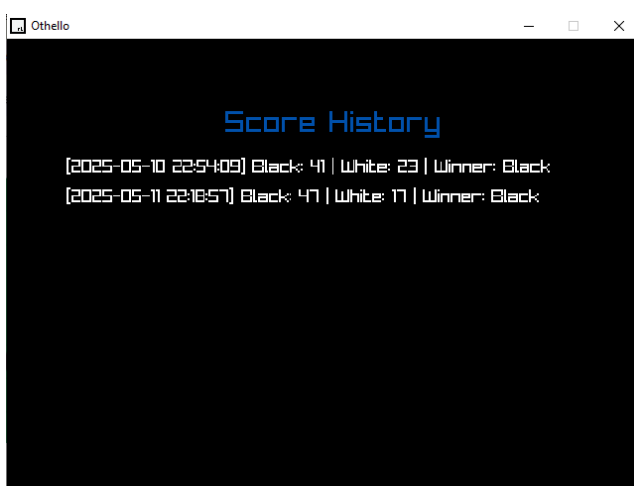 Othello
Score History
[2025-05-10 22:54:09] Black: 41 | White: 23 | Winner: Black
[2025-05-11 22:18:57] Black: 47 | White: 17 | Winner: Black